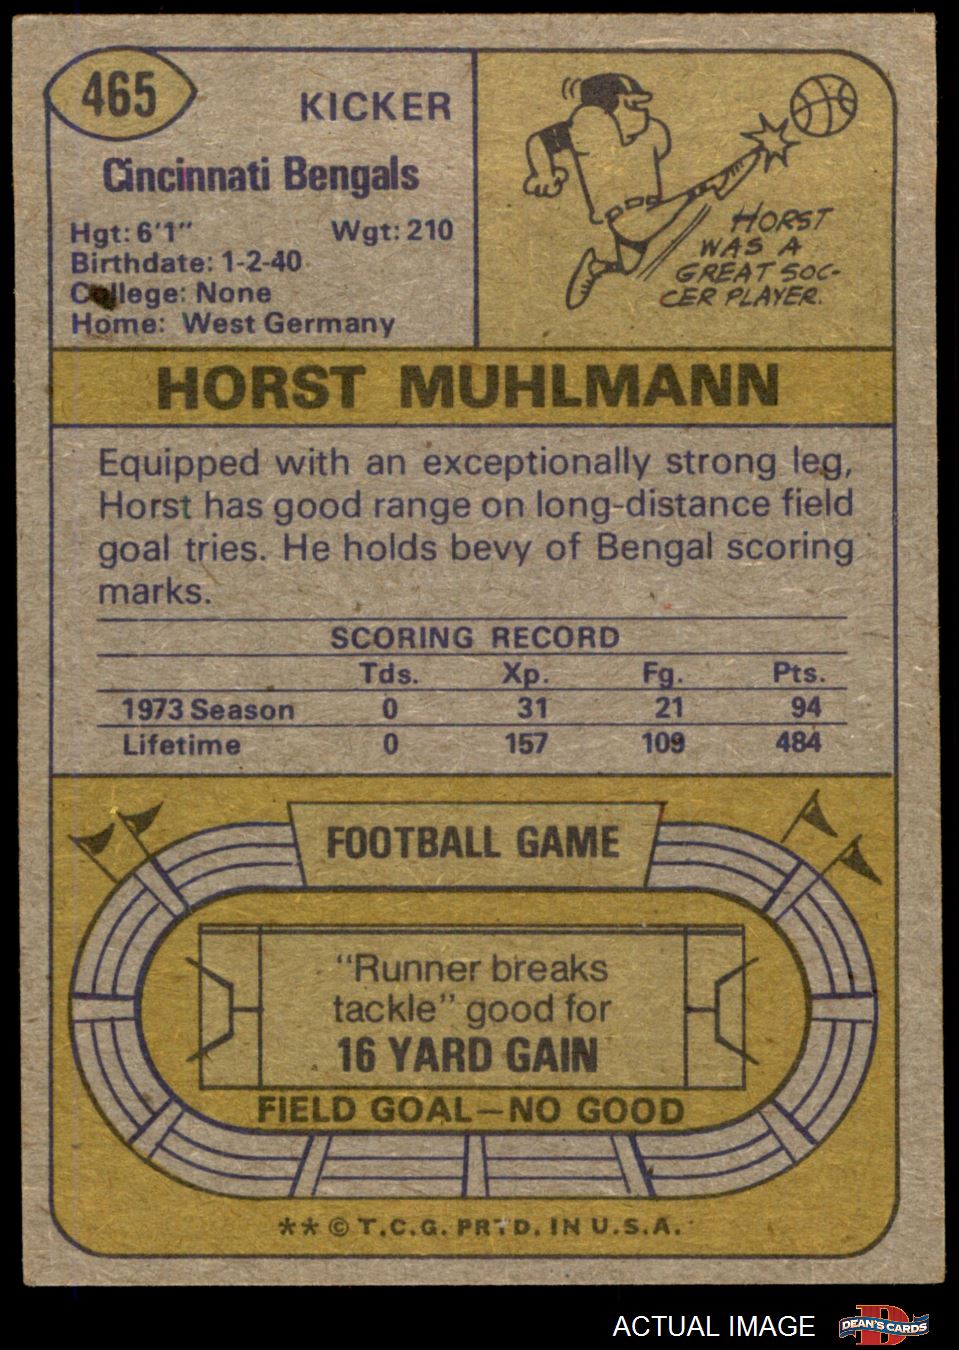 465
KICKER
Cincinnati Bengals
Hgt: 6'1" Wgt: 210
Birthdate: 1-2-40
College: None
Home: West Germany
HORST
WAS A
GREAT SOC-
CER PLAYER.
HORST MUHLMANN
Equipped with an exceptionally strong leg,
Horst has good range on long-distance field
goal tries. He holds bevy of Bengal scoring
marks.
SCORING RECORD
Tds. Xp. Fg. Pts.
1973 Season 0 31 21 94
Lifetime 0 157 109 484
FOOTBALL GAME
"Runner breaks
tackle" good for
16 YARD GAIN
FIELD GOAL—NO GOOD
** © T.C.G. PRTD. IN U.S.A.
ACTUAL IMAGE
D
DEAN'S CARDS